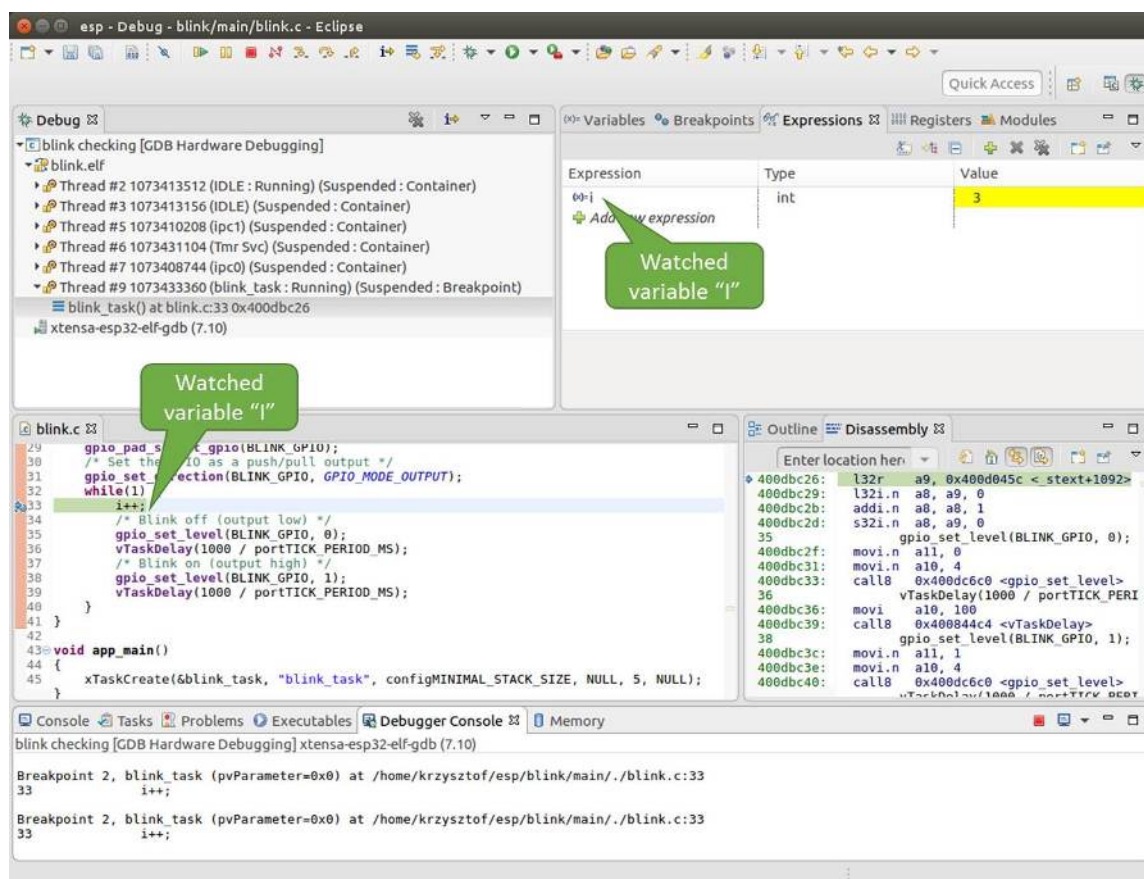 esp - Debug - blink/main/blink.c - Eclipse
Quick Access
Debug
blink checking [GDB Hardware Debugging]
blink.elf
Thread #2 1073413512 (IDLE : Running) (Suspended : Container)
Thread #3 1073413156 (IDLE) (Suspended : Container)
Thread #5 1073410208 (ipc1) (Suspended : Container)
Thread #6 1073431104 (Tmr Svc) (Suspended : Container)
Thread #7 1073408744 (ipc0) (Suspended : Container)
Thread #9 1073433360 (blink_task : Running) (Suspended : Breakpoint)
blink_task() at blink.c:33 0x400dbc26
xtensa-esp32-elf-gdb (7.10)
(x)= Variables Breakpoints Expressions Registers Modules
Expression Type Value
(x)= i int 3
Add new expression
Watched
variable “I”
Watched
variable “I”
blink.c
29 gpio_pad_s t_gpio(BLINK_GPIO);
30 /* Set the IO as a push/pull output */
31 gpio_set_ irection(BLINK_GPIO, GPIO_MODE_OUTPUT);
32 while(1)
33 i++;
34 /* Blink off (output low) */
35 gpio_set_level(BLINK_GPIO, 0);
36 vTaskDelay(1000 / portTICK_PERIOD_MS);
37 /* Blink on (output high) */
38 gpio_set_level(BLINK_GPIO, 1);
39 vTaskDelay(1000 / portTICK_PERIOD_MS);
40 }
41 }
42
43 void app_main()
44 {
45 xTaskCreate(&blink_task, "blink_task", configMINIMAL_STACK_SIZE, NULL, 5, NULL);
}
Outline Disassembly
Enter location her
400dbc26: l32r a9, 0x400d045c <_stext+1092>
400dbc29: l32i.n a8, a9, 0
400dbc2b: addi.n a8, a8, 1
400dbc2d: s32i.n a8, a9, 0
35 gpio_set_level(BLINK_GPIO, 0);
400dbc2f: movi.n a11, 0
400dbc31: movi.n a10, 4
400dbc33: call8 0x400dc6c0 <gpio_set_level>
36 vTaskDelay(1000 / portTICK_PERI
400dbc36: movi a10, 100
400dbc39: call8 0x400844c4 <vTaskDelay>
38 gpio_set_level(BLINK_GPIO, 1);
400dbc3c: movi.n a11, 1
400dbc3e: movi.n a10, 4
400dbc40: call8 0x400dc6c0 <gpio_set_level>
vTaskDelay(1000 / portTICK_PERI
Console Tasks Problems Executables Debugger Console Memory
blink checking [GDB Hardware Debugging] xtensa-esp32-elf-gdb (7.10)
Breakpoint 2, blink_task (pvParameter=0x0) at /home/krzysztof/esp/blink/main/./blink.c:33
33 i++;
Breakpoint 2, blink_task (pvParameter=0x0) at /home/krzysztof/esp/blink/main/./blink.c:33
33 i++;